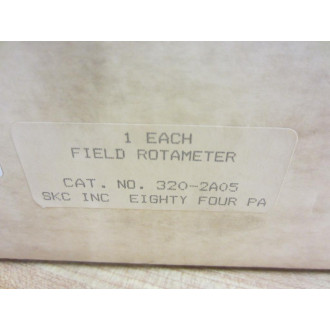 1 EACH
FIELD ROTAMETER
CAT. NO. 320-2A05
SKC INC EIGHTY FOUR PA